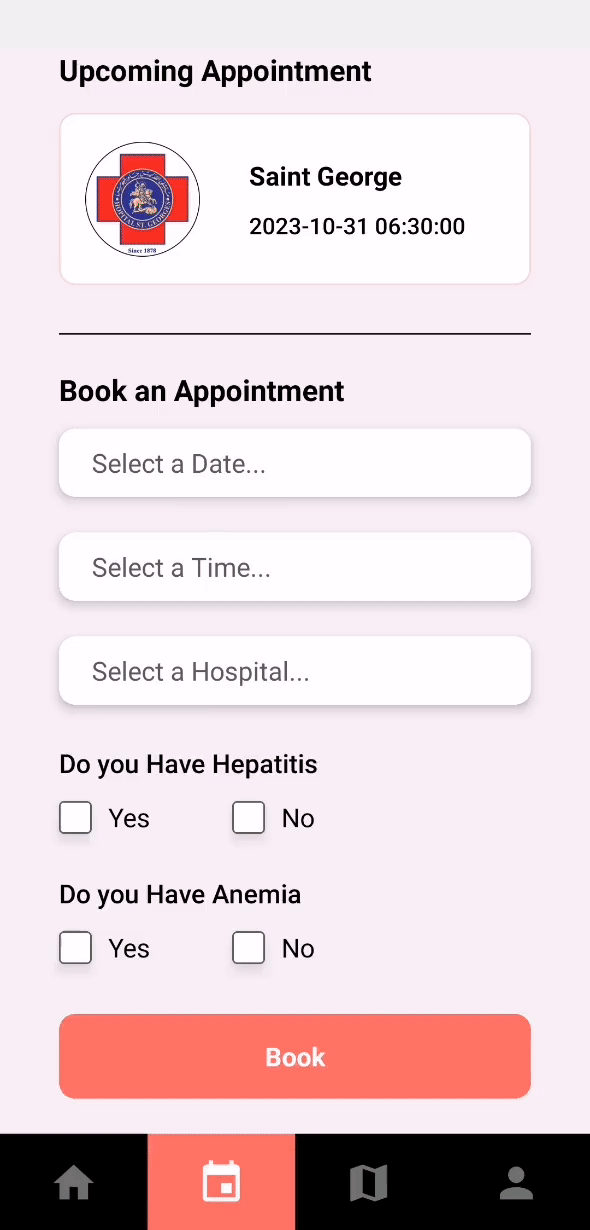 Upcoming Appointment
HOPITAL ST. GEORGES
Since 1878
Saint George
2023-10-31 06:30:00
Book an Appointment
Select a Date...
Select a Time...
Select a Hospital...
Do you Have Hepatitis
Yes No
Do you Have Anemia
Yes No
Book